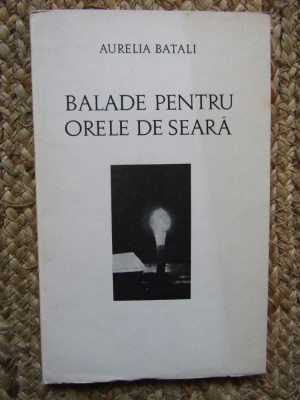 AURELIA BATALI
BALADE PENTRU
ORELE DE SEARĂ